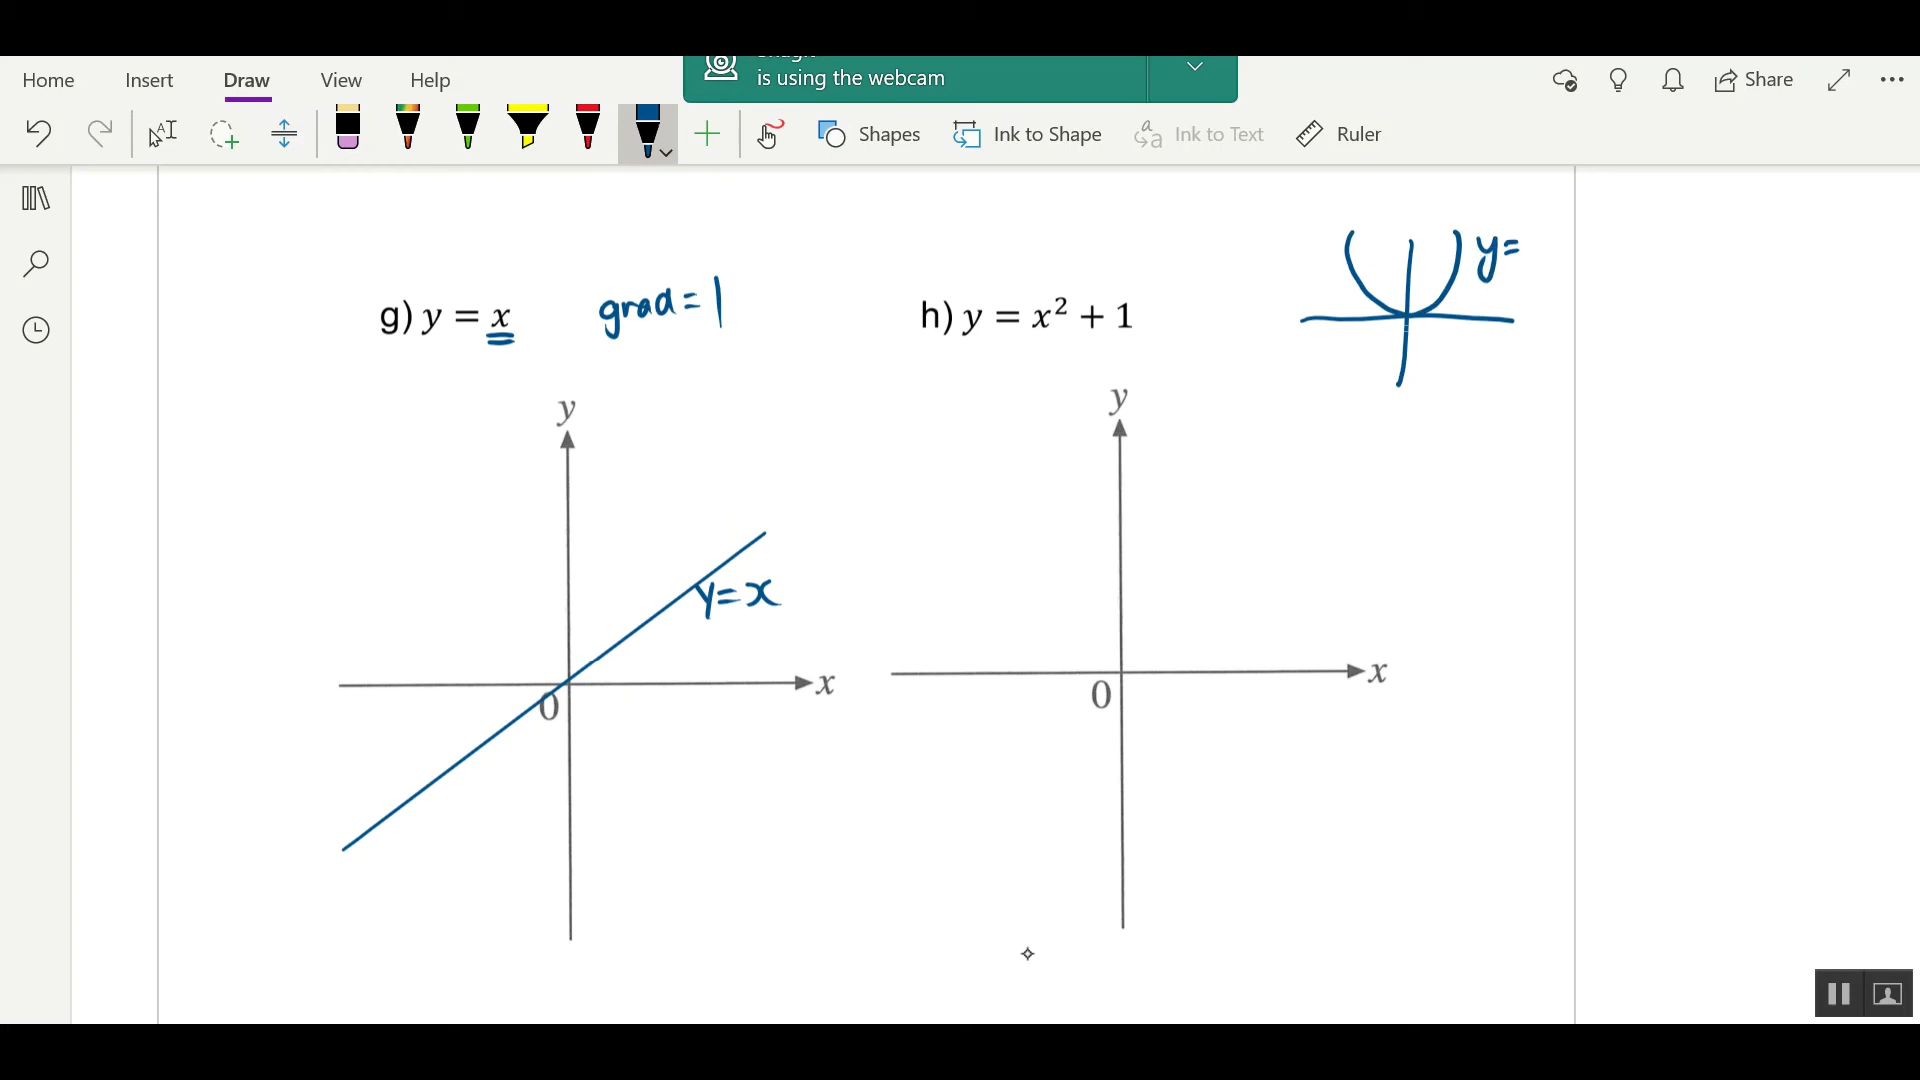 is using the webcam
Home Insert Draw View Help
Share
Shapes Ink to Shape Ink to Text Ruler
g) y = x grad = 1
h) y = x² + 1
y=
y
y
y=x
x
x
0
0